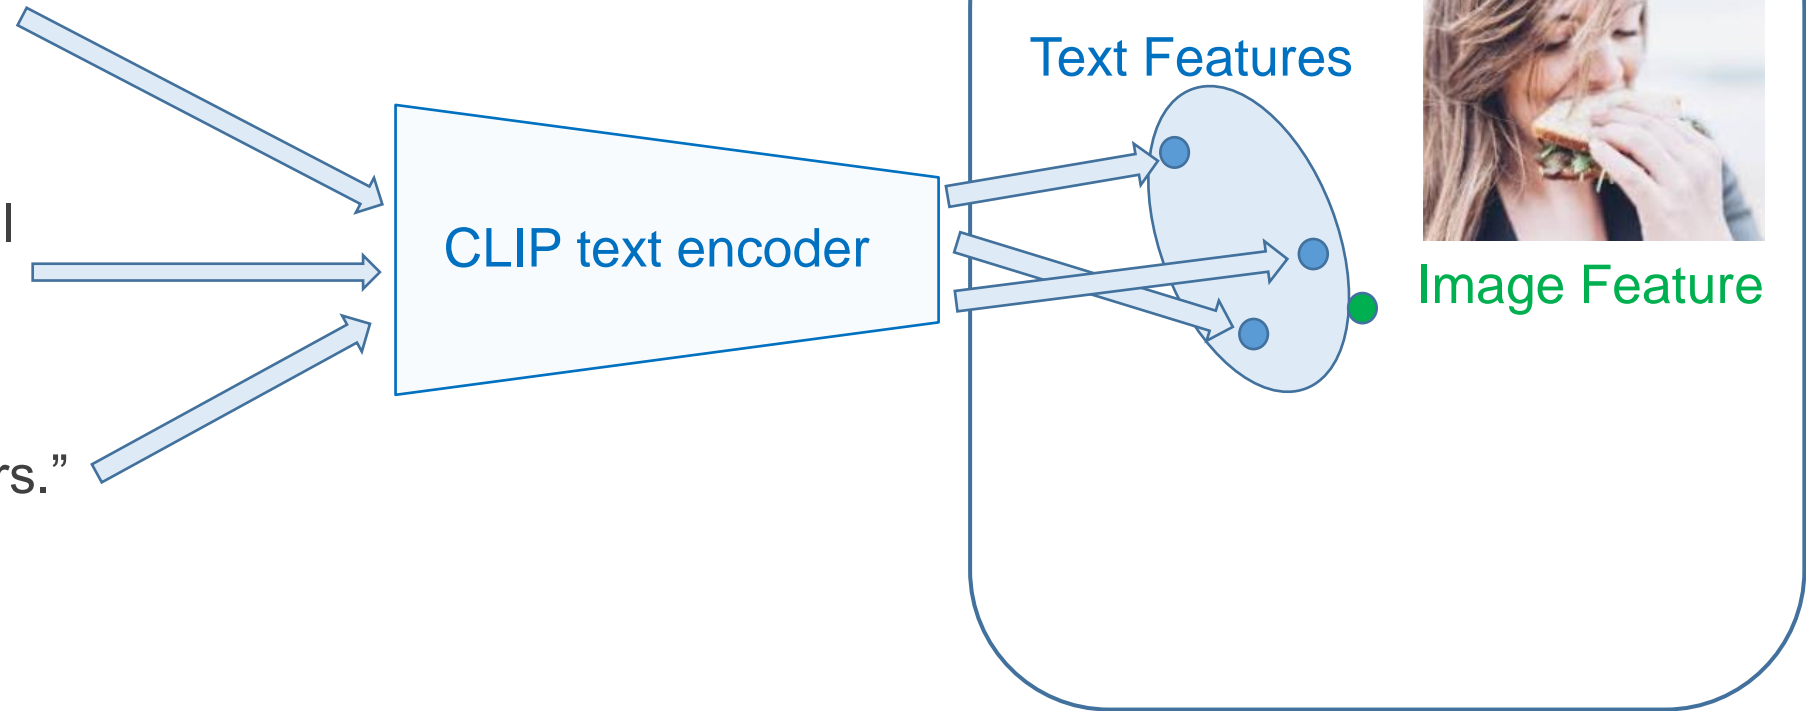 Text Features
l
CLIP text encoder
Image Feature
rs.”